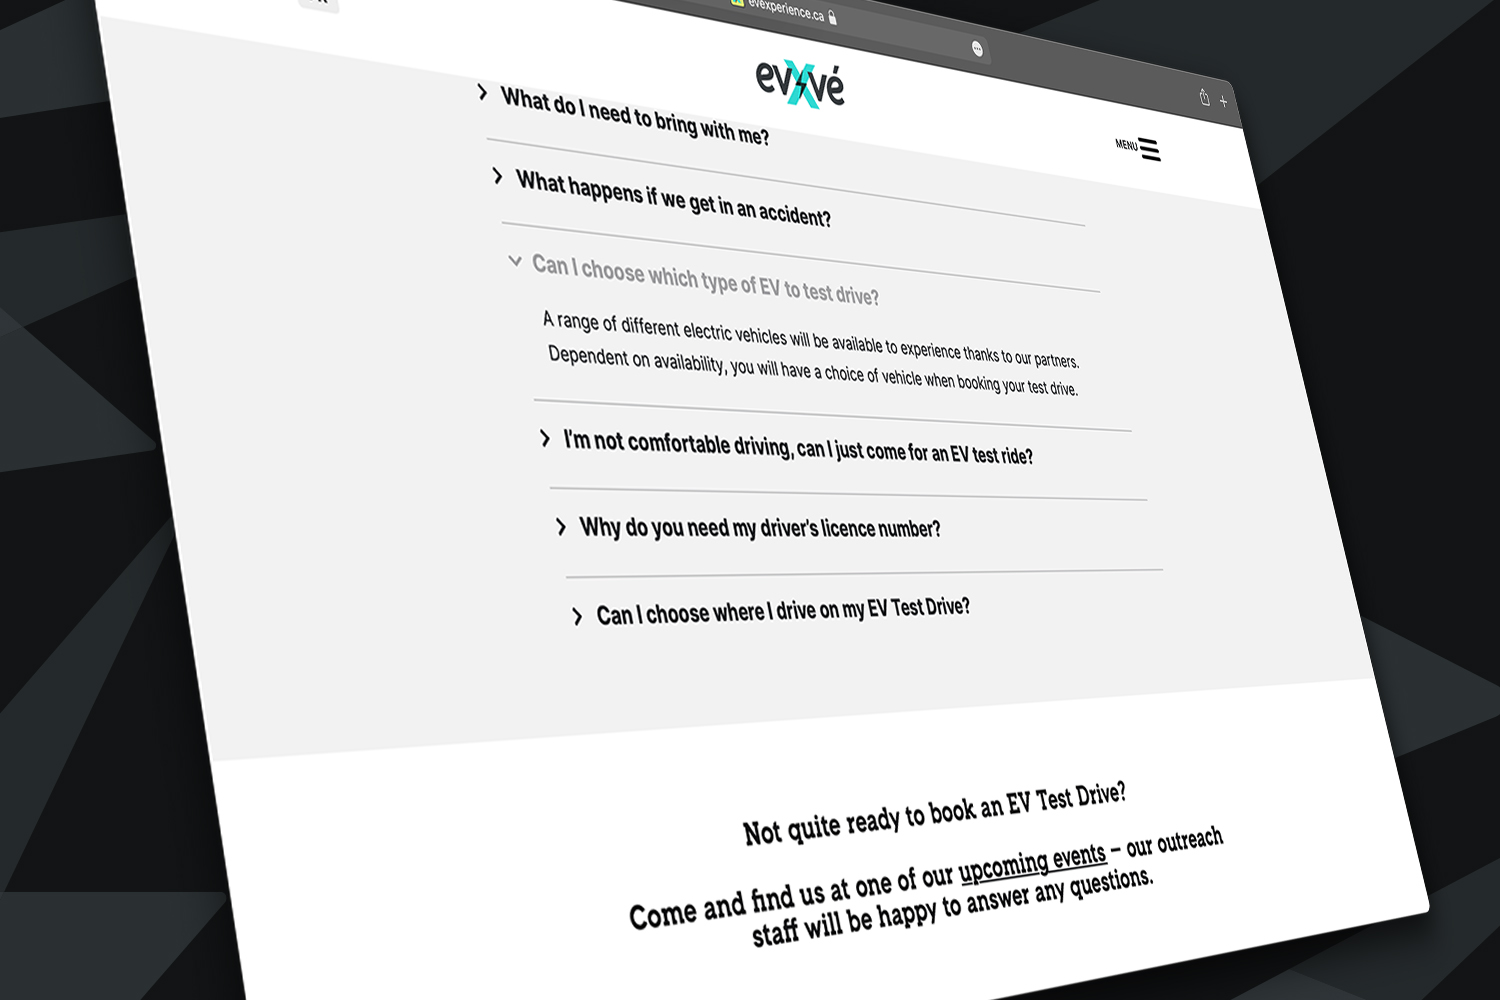 evexperience.ca
evXvé
MENU
What do I need to bring with me?
What happens if we get in an accident?
Can I choose which type of EV to test drive?
A range of different electric vehicles will be available to experience thanks to our partners.
Dependent on availability, you will have a choice of vehicle when booking your test drive.
I'm not comfortable driving, can I just come for an EV test ride?
Why do you need my driver's licence number?
Can I choose where I drive on my EV Test Drive?
Not quite ready to book an EV Test Drive?
Come and find us at one of our upcoming events – our outreach
staff will be happy to answer any questions.